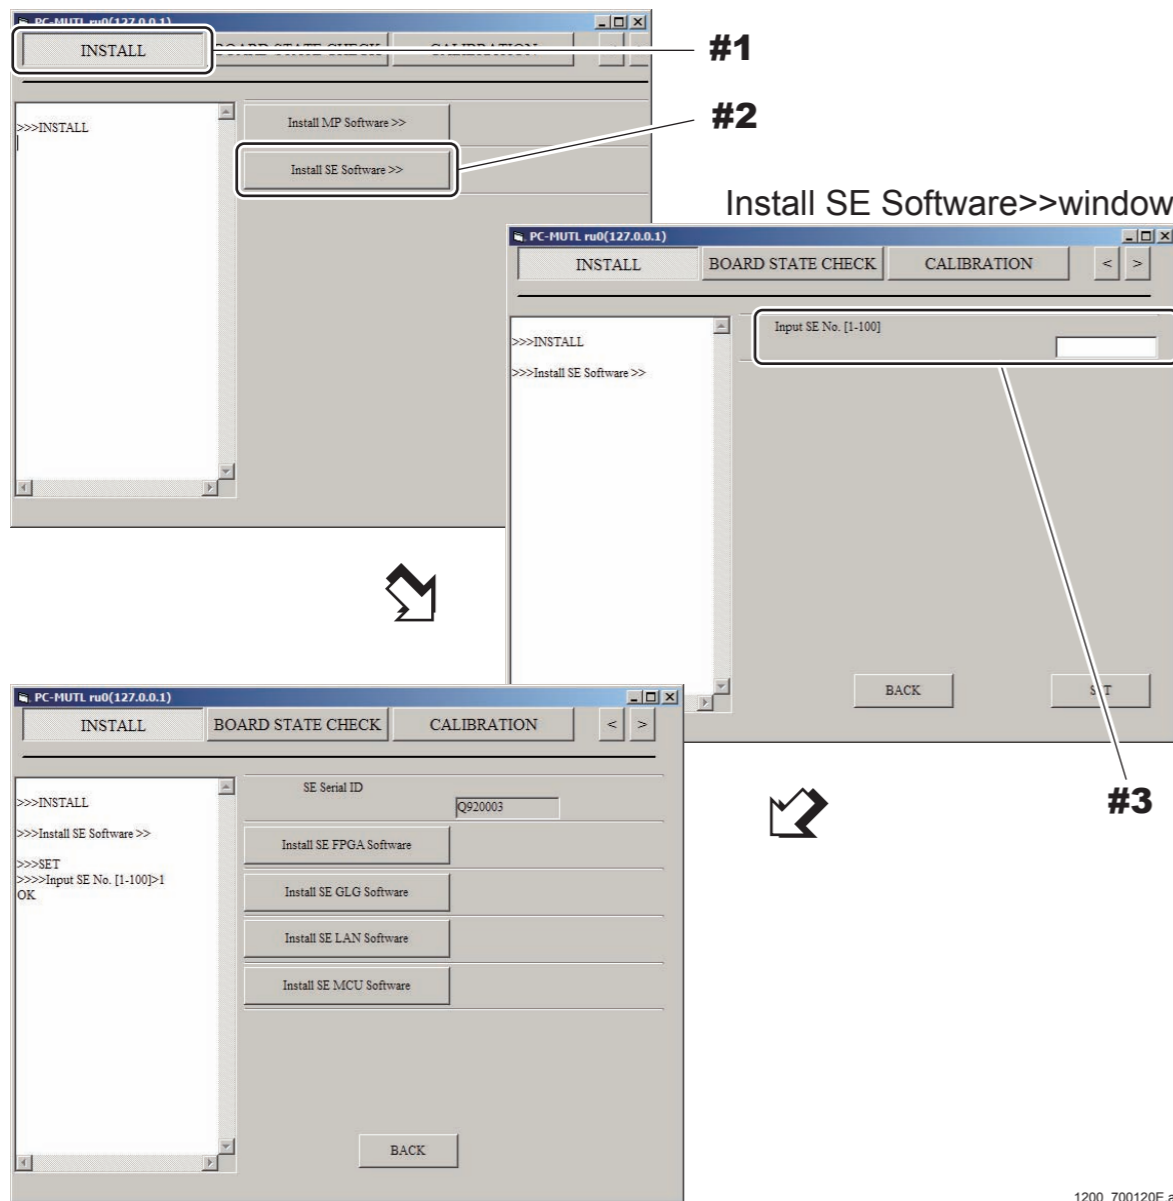 PC-MUTL ru0(127.0.0.1)
INSTALL
BOARD STATE CHECK
CALIBRATION
#1
>>>INSTALL
Install MP Software >>
#2
Install SE Software >>
Install SE Software>>window
PC-MUTL ru0(127.0.0.1)
INSTALL
BOARD STATE CHECK
CALIBRATION
<
>
>>>INSTALL
>>>Install SE Software >>
Input SE No. [1-100]
BACK
#3
PC-MUTL ru0(127.0.0.1)
INSTALL
BOARD STATE CHECK
CALIBRATION
<
>
>>>INSTALL
>>>Install SE Software >>
>>>SET
>>>>Input SE No. [1-100]>1
OK
SE Serial ID
Q920003
Install SE FPGA Software
Install SE GLG Software
Install SE LAN Software
Install SE MCU Software
BACK